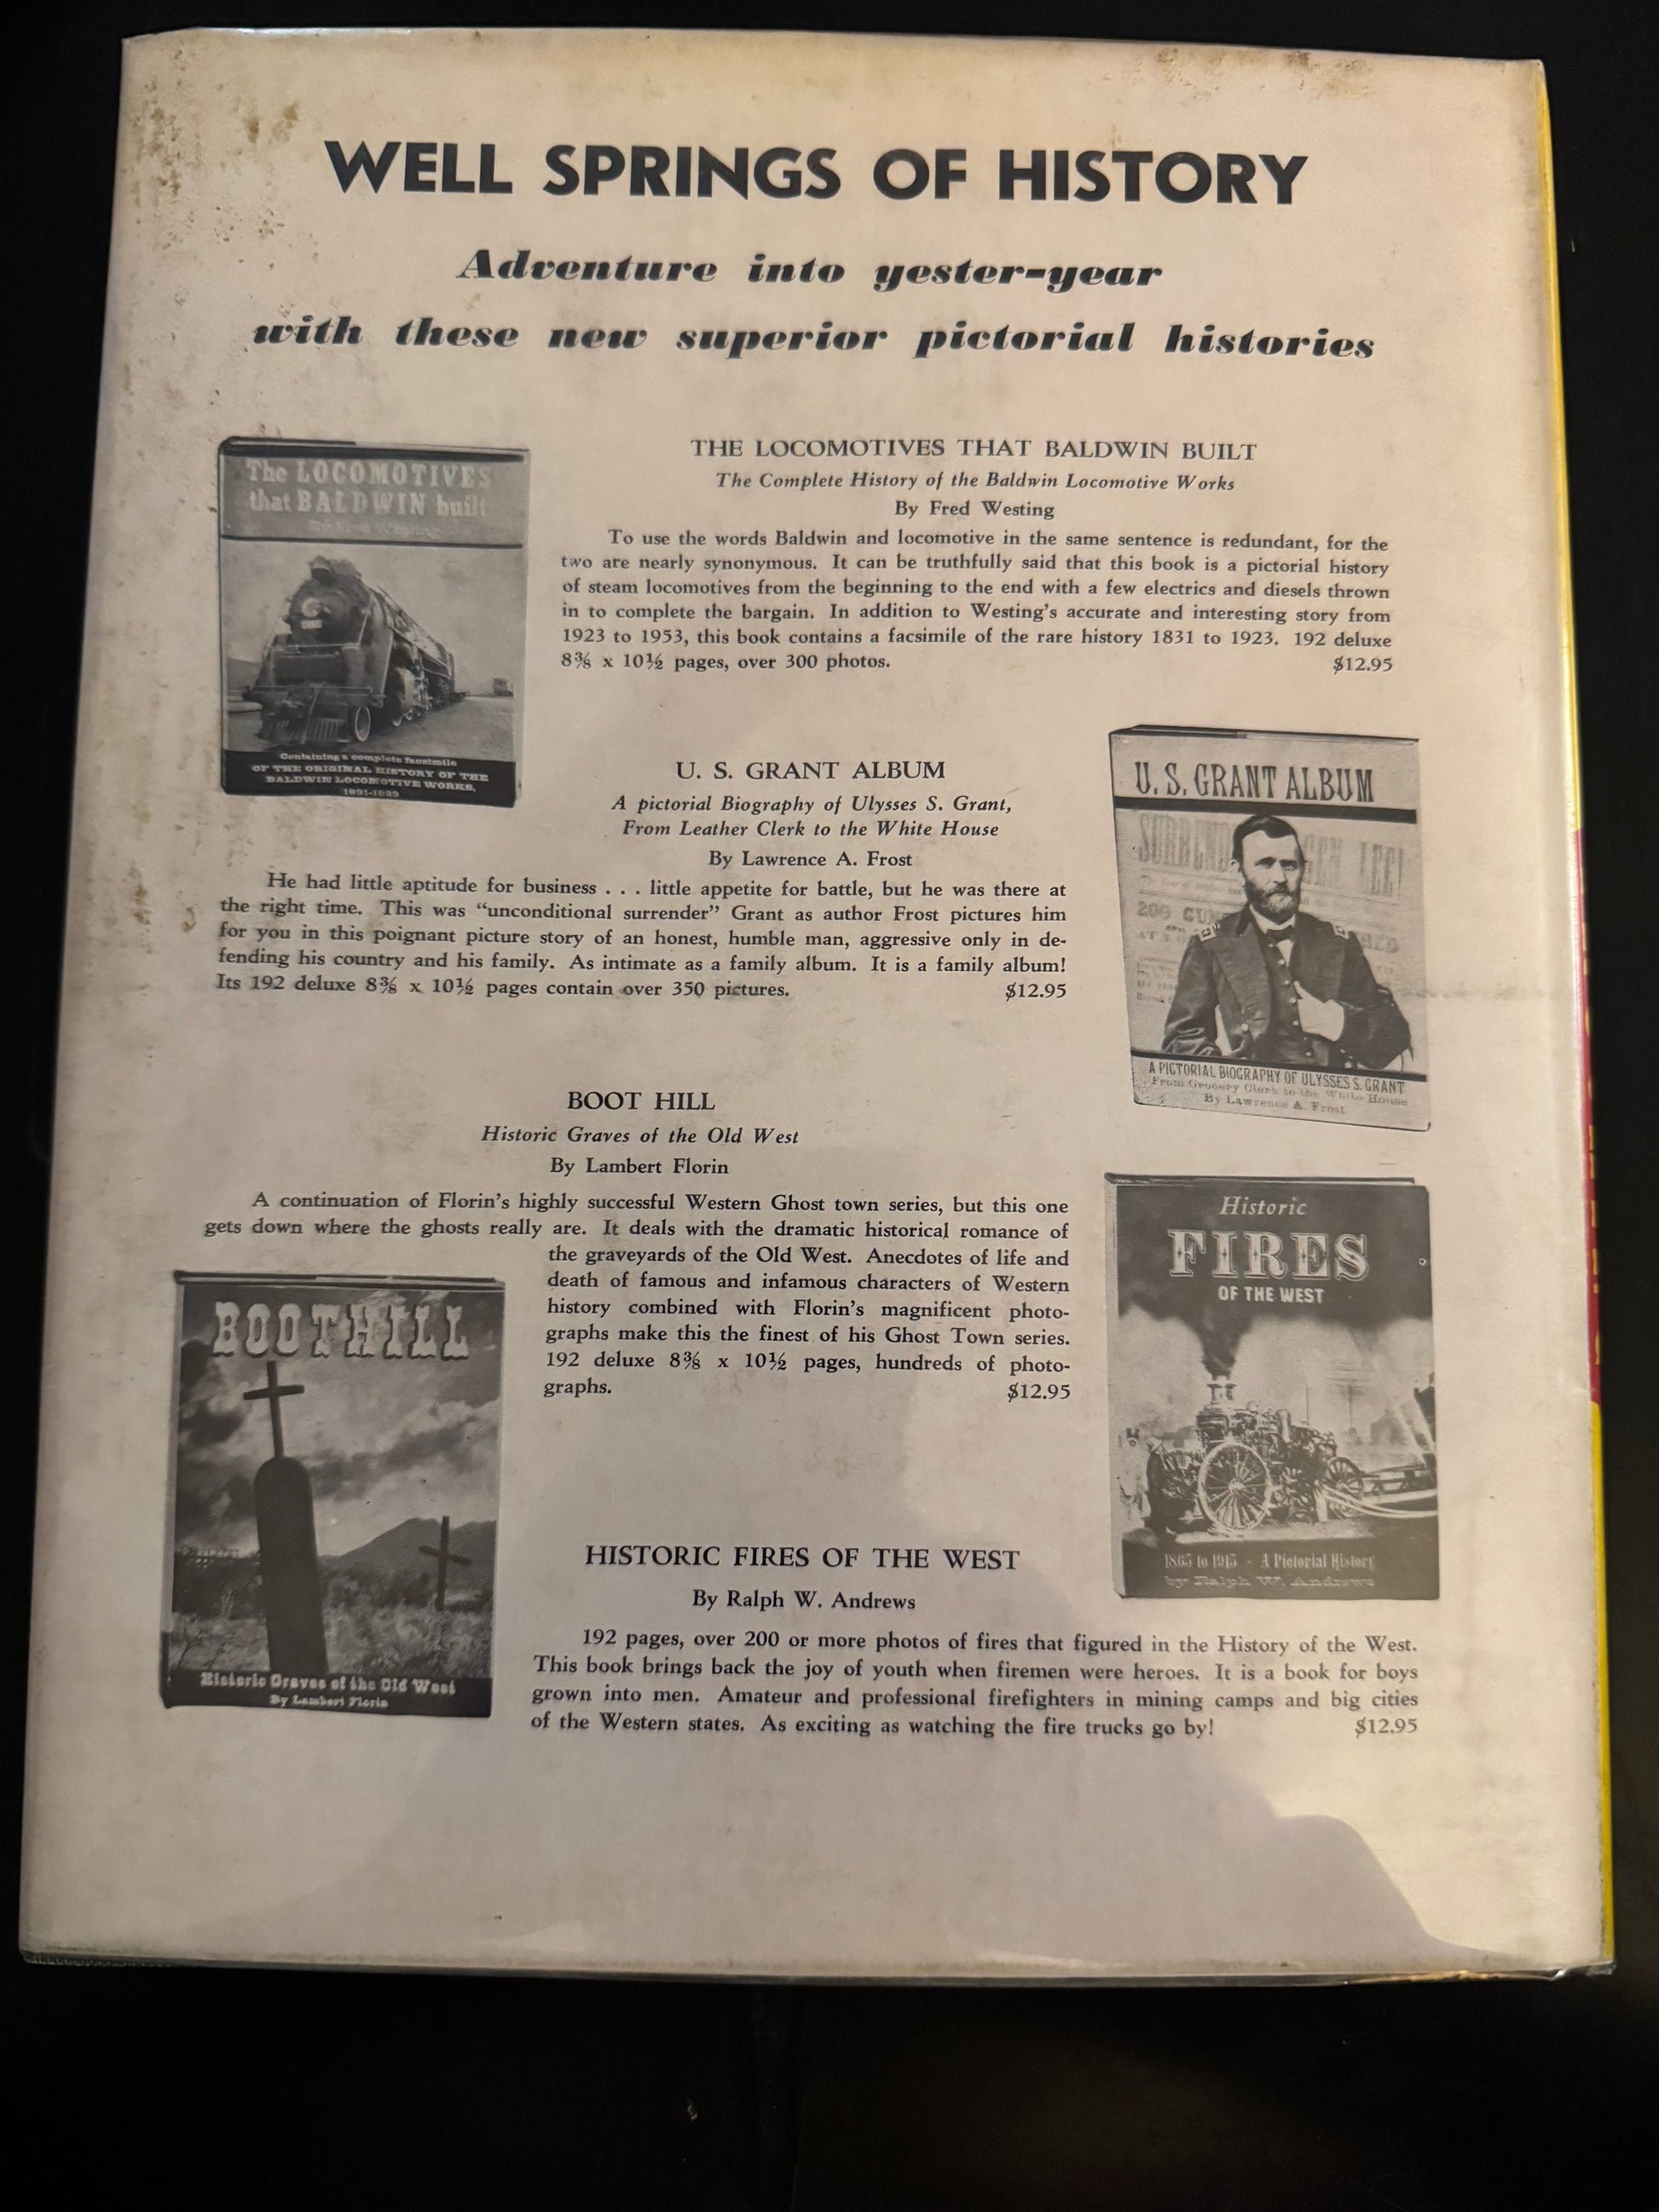 WELL SPRINGS OF HISTORY
Adventure into yester-year
with these new superior pictorial histories
The LOCOMOTIVES
that BALDWIN built
Containing a complete facsimile
OF THE ORIGINAL HISTORY OF THE
BALDWIN LOCOMOTIVE WORKS,
THE LOCOMOTIVES THAT BALDWIN BUILT
The Complete History of the Baldwin Locomotive Works
By Fred Westing
To use the words Baldwin and locomotive in the same sentence is redundant, for the
two are nearly synonymous. It can be truthfully said that this book is a pictorial history
of steam locomotives from the beginning to the end with a few electrics and diesels thrown
in to complete the bargain. In addition to Westing's accurate and interesting story from
1923 to 1953, this book contains a facsimile of the rare history 1831 to 1923. 192 deluxe
8⅜ x 10½ pages, over 300 photos. $12.95
U. S. GRANT ALBUM
A pictorial Biography of Ulysses S. Grant,
From Leather Clerk to the White House
By Lawrence A. Frost
He had little aptitude for business . . . little appetite for battle, but he was there at
the right time. This was “unconditional surrender” Grant as author Frost pictures him
for you in this poignant picture story of an honest, humble man, aggressive only in de-
fending his country and his family. As intimate as a family album. It is a family album!
Its 192 deluxe 8⅜ x 10½ pages contain over 350 pictures. $12.95
U. S. GRANT ALBUM
A PICTORIAL BIOGRAPHY OF ULYSSES S. GRANT
From Grocery Clerk to the White House
By Lawrence A. Frost
BOOT HILL
Historic Graves of the Old West
By Lambert Florin
A continuation of Florin's highly successful Western Ghost town series, but this one
gets down where the ghosts really are. It deals with the dramatic historical romance of
the graveyards of the Old West. Anecdotes of life and
death of famous and infamous characters of Western
history combined with Florin's magnificent photo-
graphs make this the finest of his Ghost Town series.
192 deluxe 8⅜ x 10½ pages, hundreds of photo-
graphs. $12.95
BOOT HILL
Historic Graves of the Old West
By Lambert Florin
Historic
FIRES
OF THE WEST
1865 to 1915 - A Pictorial History
by Ralph W. Andrews
HISTORIC FIRES OF THE WEST
By Ralph W. Andrews
192 pages, over 200 or more photos of fires that figured in the History of the West.
This book brings back the joy of youth when firemen were heroes. It is a book for boys
grown into men. Amateur and professional firefighters in mining camps and big cities
of the Western states. As exciting as watching the fire trucks go by! $12.95